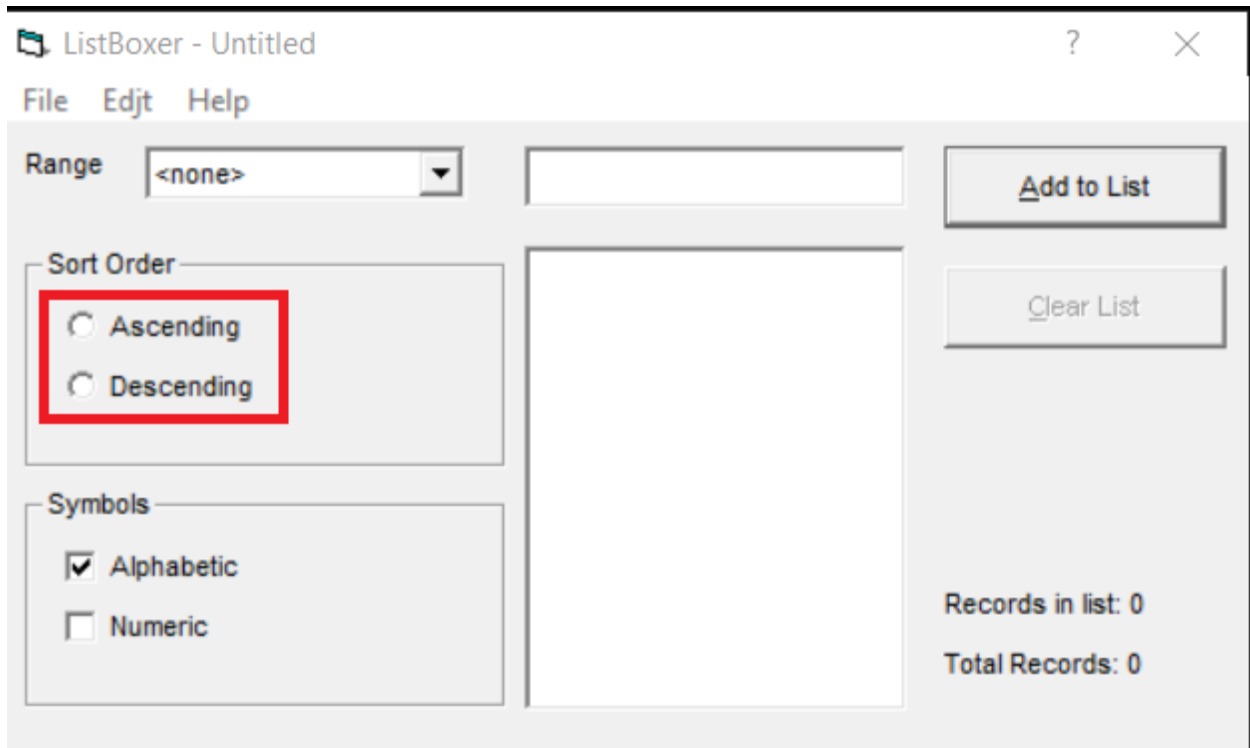 ListBoxer - Untitled
File Edjt Help
Range <none> Add to List
Sort Order
Clear List
Ascending
Descending
Symbols
Alphabetic
Numeric
Records in list: 0
Total Records: 0